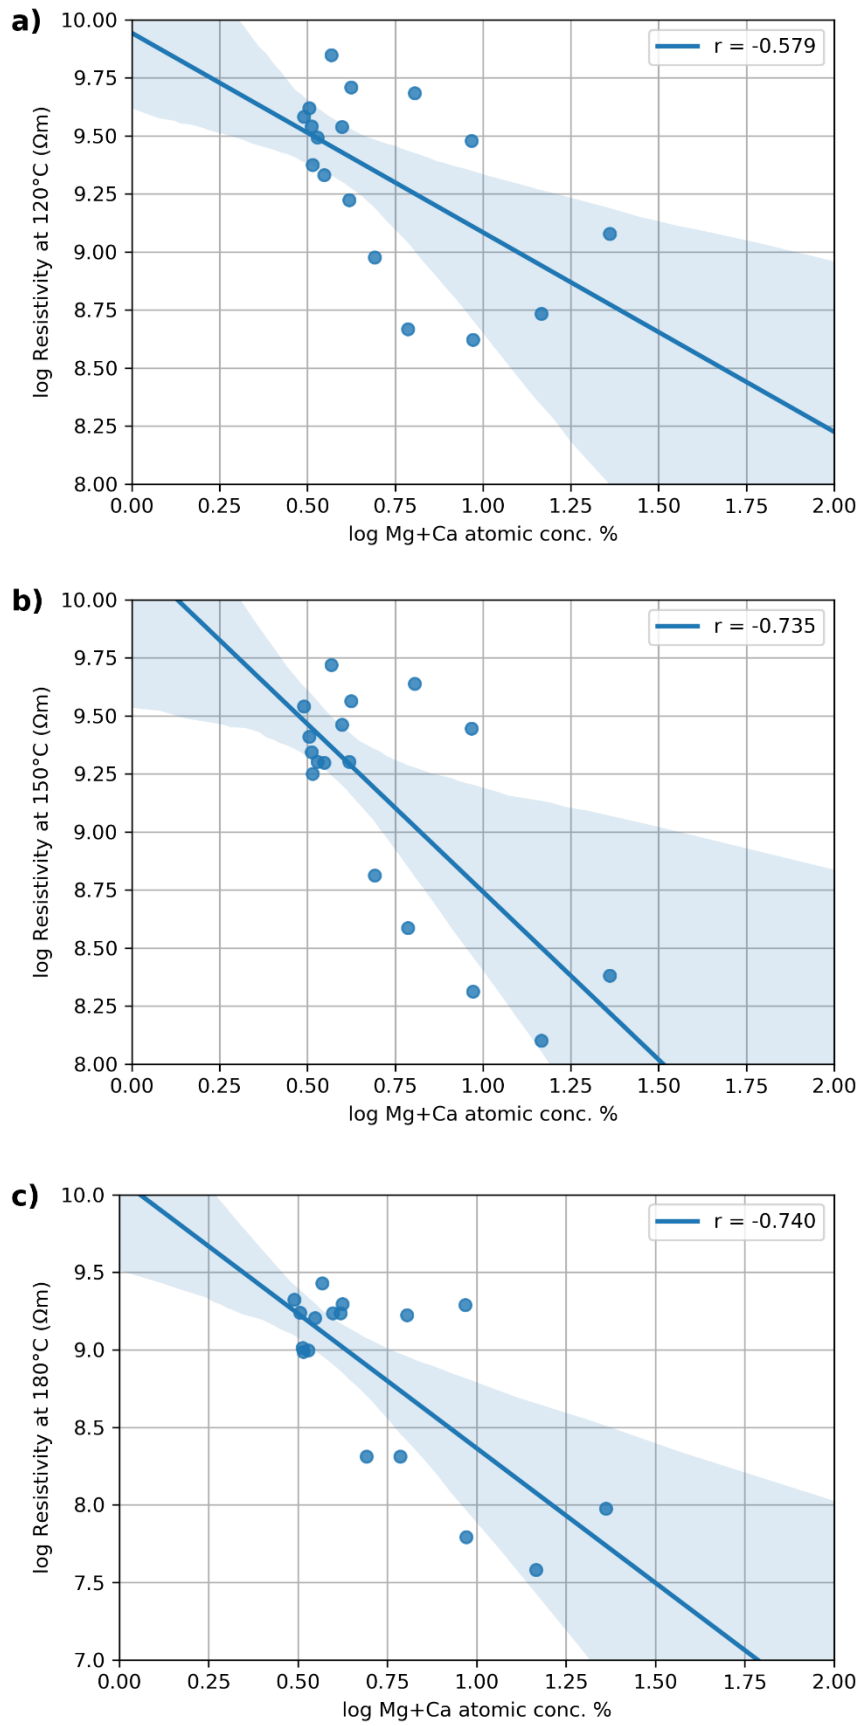 a)
log Resistivity at 120°C (Ωm)
10.00
9.75
9.50
9.25
9.00
8.75
8.50
8.25
8.00
r = -0.579
0.00 0.25 0.50 0.75 1.00 1.25 1.50 1.75 2.00
log Mg+Ca atomic conc. %
b)
log Resistivity at 150°C (Ωm)
10.00
9.75
9.50
9.25
9.00
8.75
8.50
8.25
8.00
r = -0.735
0.00 0.25 0.50 0.75 1.00 1.25 1.50 1.75 2.00
log Mg+Ca atomic conc. %
c)
log Resistivity at 180°C (Ωm)
10.0
9.5
9.0
8.5
8.0
7.5
7.0
r = -0.740
0.00 0.25 0.50 0.75 1.00 1.25 1.50 1.75 2.00
log Mg+Ca atomic conc. %